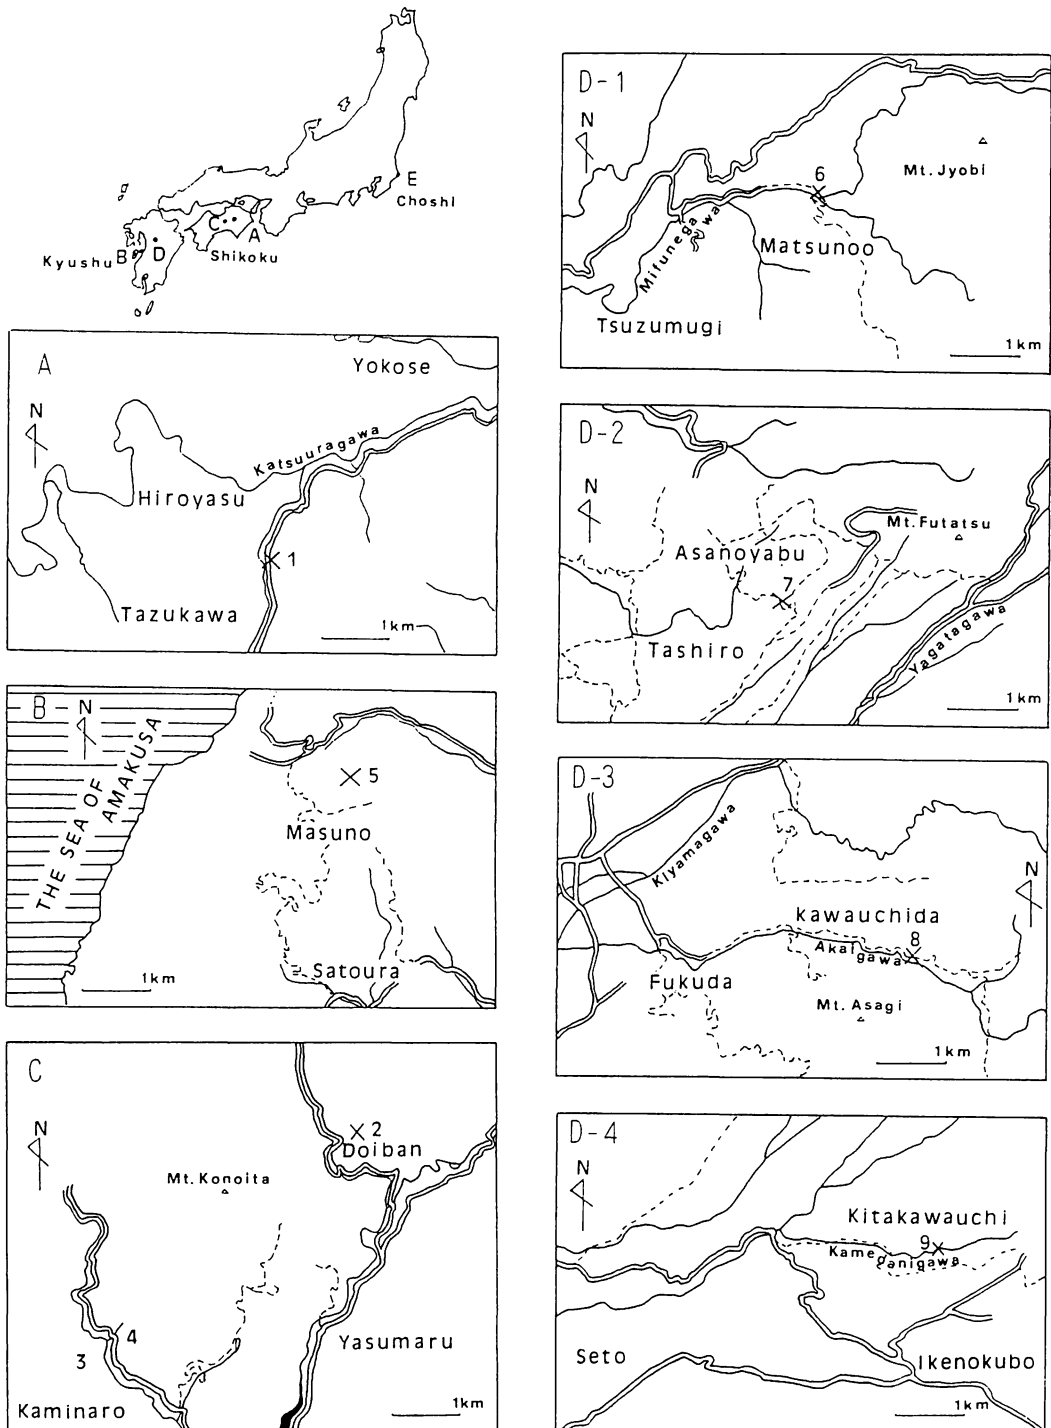 E
Choshi
C
A
B
D
Kyushu
Shikoku
A
Yokose
N
Katsuuragawa
Hiroyasu
1
Tazukawa
1km
B
N
THE SEA OF
AMAKUSA
5
Masuno
Satoura
1km
C
N
2
Doiban
Mt. Konoita
4
3
Yasumaru
Kaminaro
1km
D-1
N
Mt. Jyobi
6
Mifunegawa
Matsunoo
Tsuzumugi
1km
D-2
N
Mt. Futatsu
Asanoyabu
7
Tashiro
Yagatagawa
1km
D-3
Kiyamagawa
N
kawauchida
8
Akaigawa
Fukuda
Mt. Asagi
1km
D-4
N
Kitakawauchi
9
Kameganigawa
Seto
Ikenokubo
1km